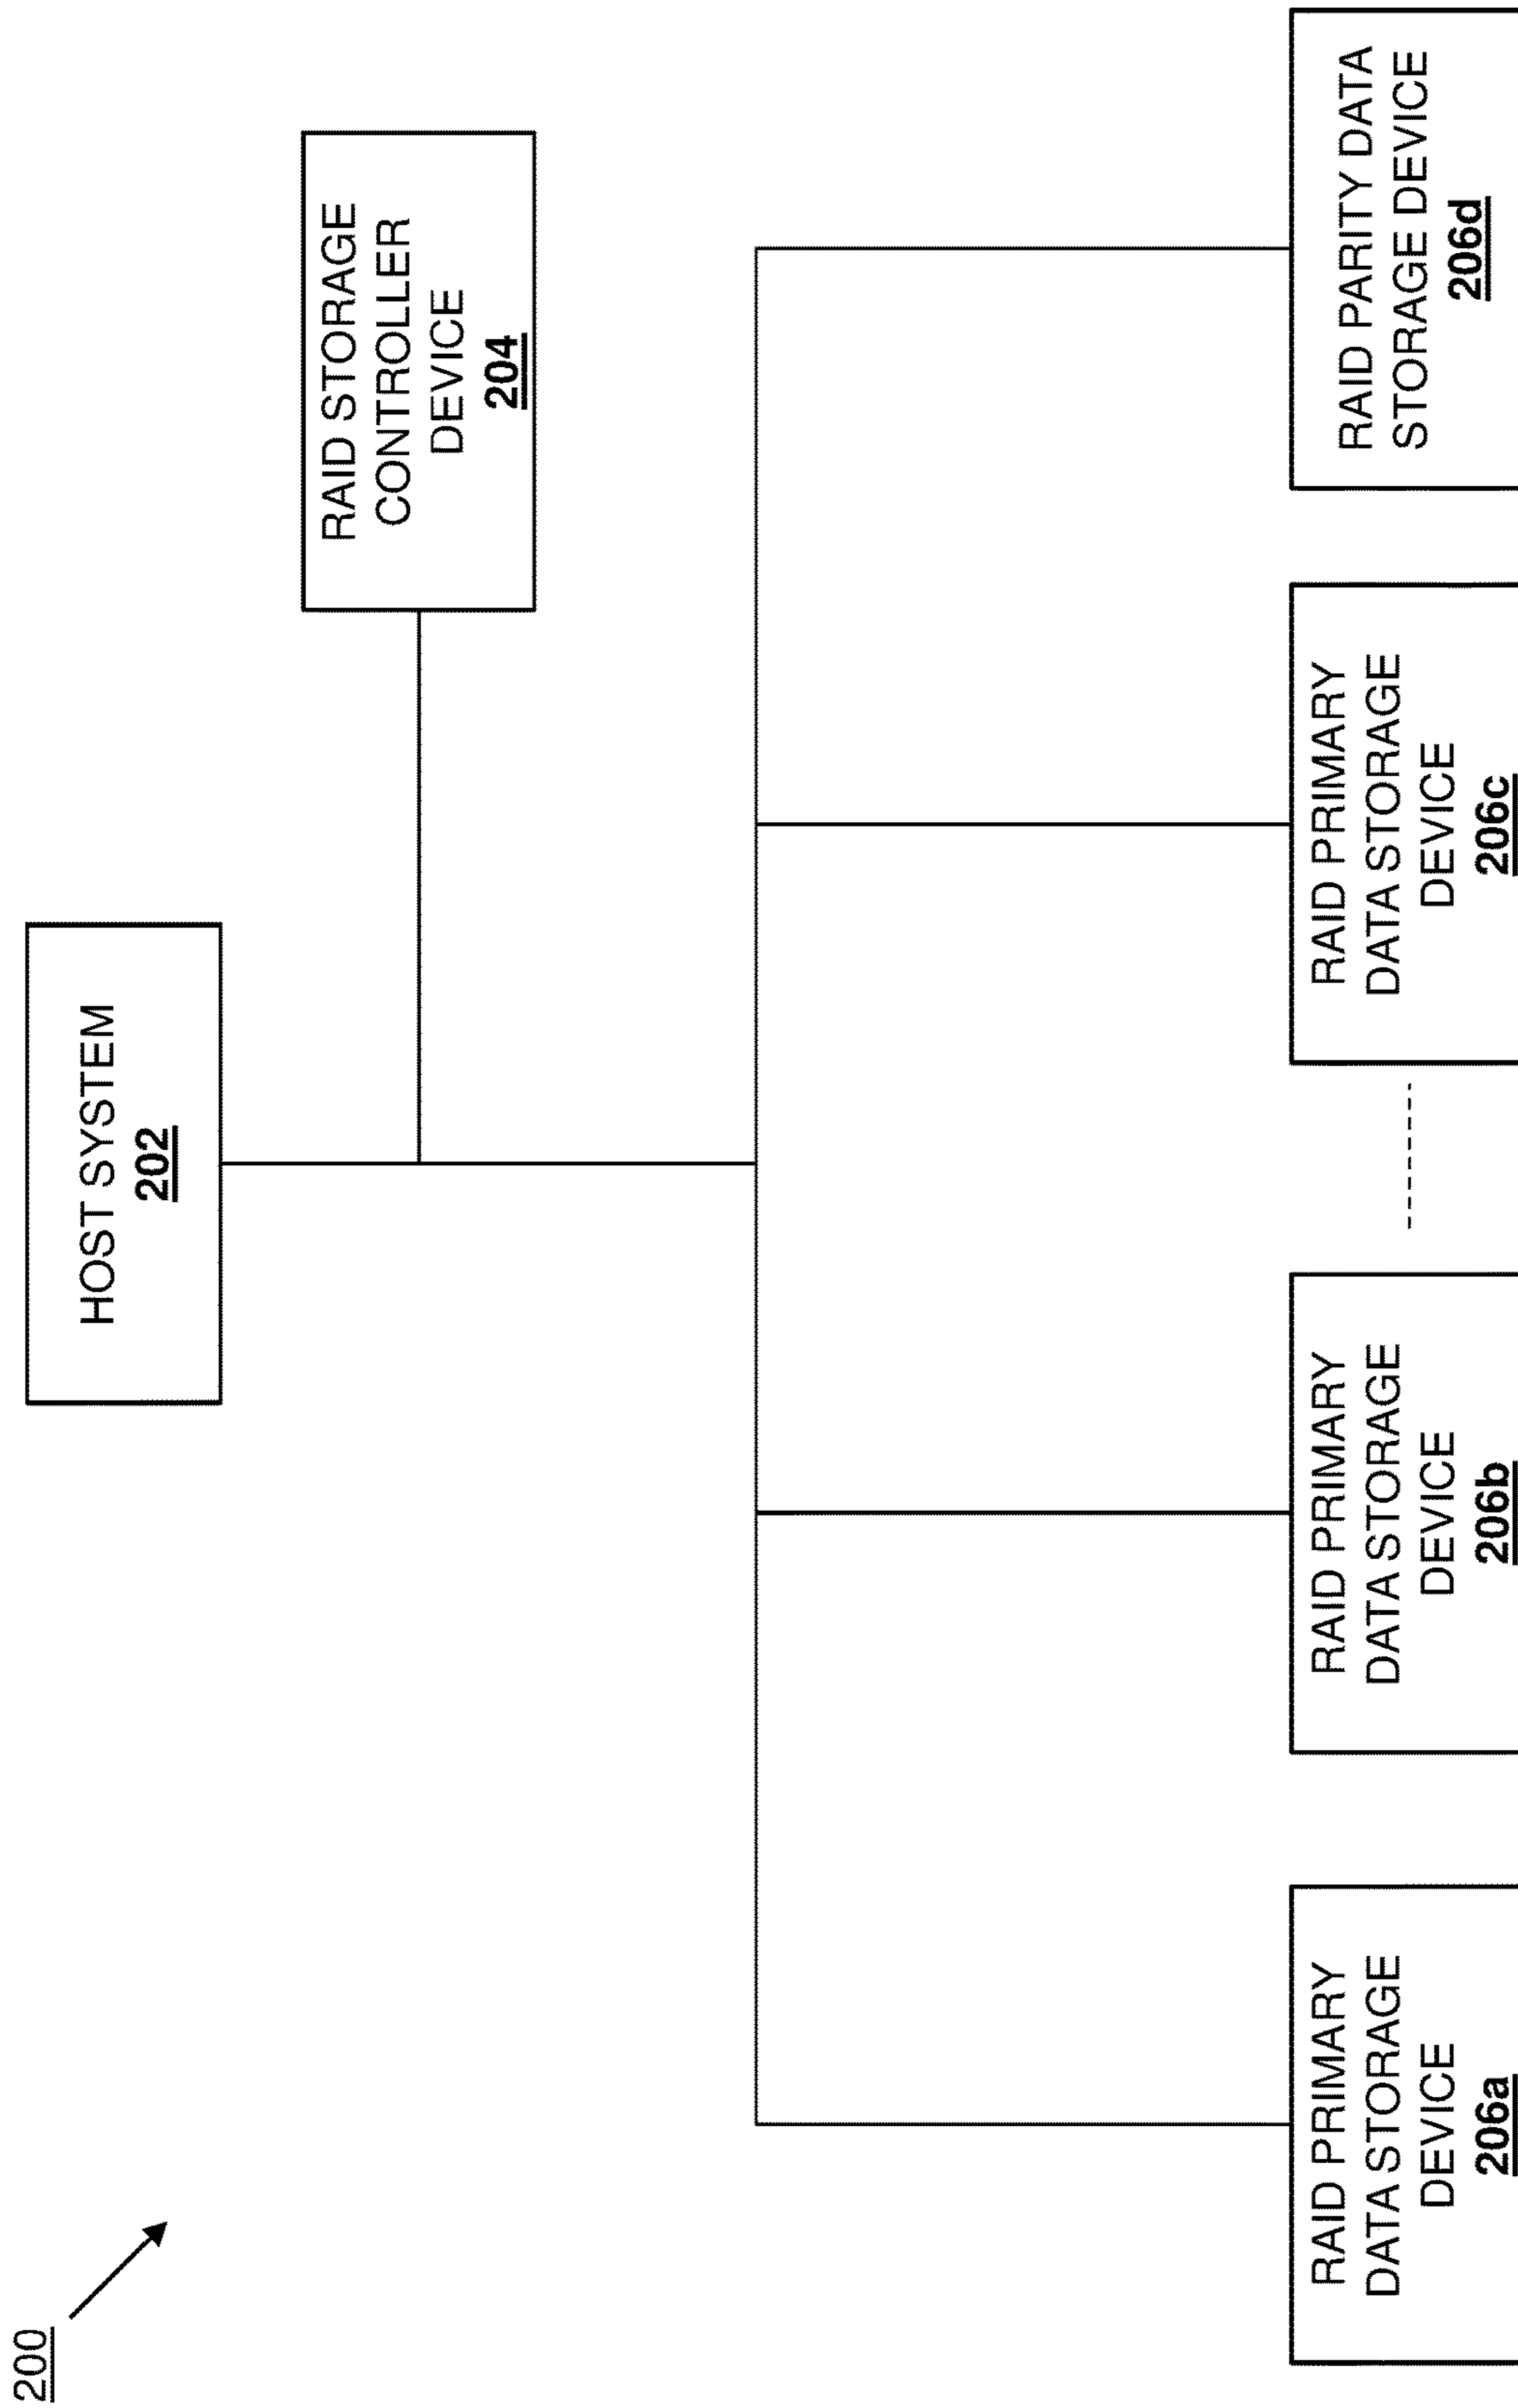 200
HOST SYSTEM
202
RAID STORAGE
CONTROLLER
DEVICE
204
RAID PRIMARY
DATA STORAGE
DEVICE
206a
RAID PRIMARY
DATA STORAGE
DEVICE
206b
RAID PRIMARY
DATA STORAGE
DEVICE
206c
RAID PARITY DATA
STORAGE DEVICE
206d